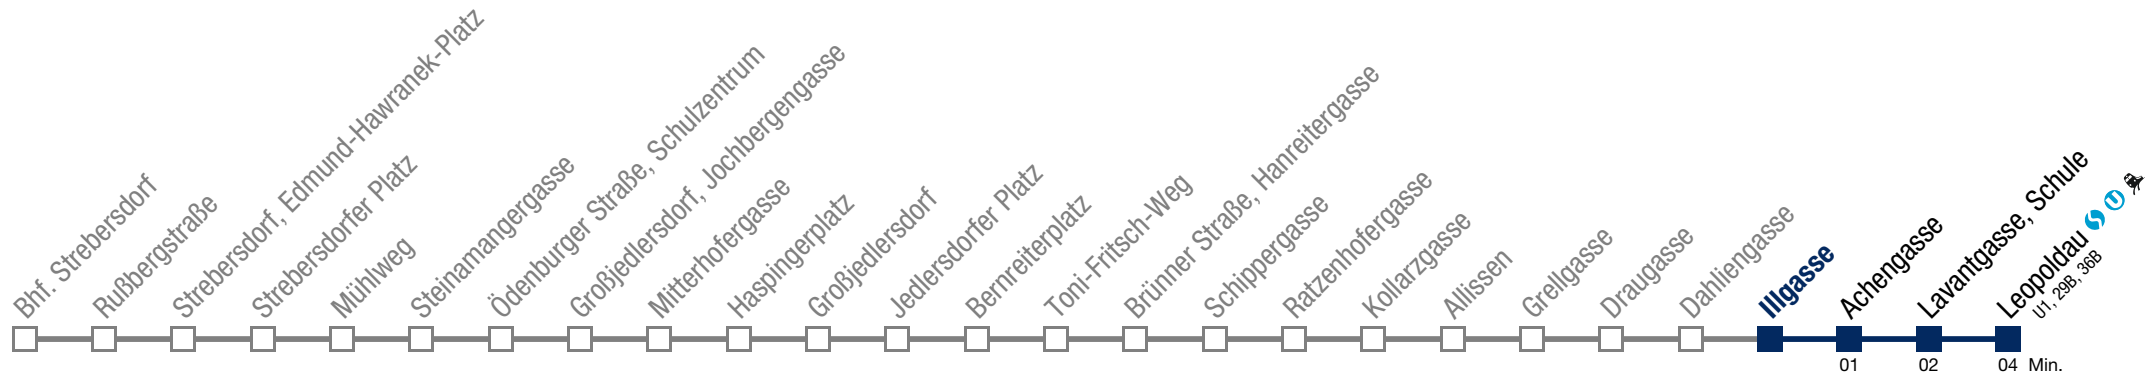 Bhf. Strebersdorf
Rußbergstraße
Strebersdorf, Edmund-Hawranek-Platz
Strebersdorfer Platz
Mühlweg
Steinamangergasse
Ödenburger Straße, Schulzentrum
Großjedlersdorf, Jochbergengasse
Mitterhofergasse
Haspingerplatz
Großjedlersdorf
Jedlersdorfer Platz
Bernreiterplatz
Toni-Fritsch-Weg
Brünner Straße, Hanreitergasse
Schippergasse
Ratzenhofergasse
Kollarzgasse
Allissen
Grellgasse
Draugasse
Dahliengasse
Illgasse
Achengasse
Lavantgasse, Schule
Leopoldau S U
U1, 29B, 36B
01 02 04 Min.